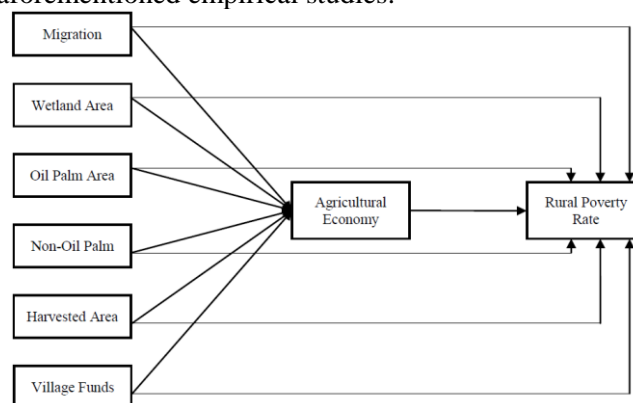 aforementioned empirical studies.
Migration
Wetland Area
Oil Palm Area
Agricultural
Economy
Rural Poverty
Rate
Non-Oil Palm
Harvested Area
Village Funds